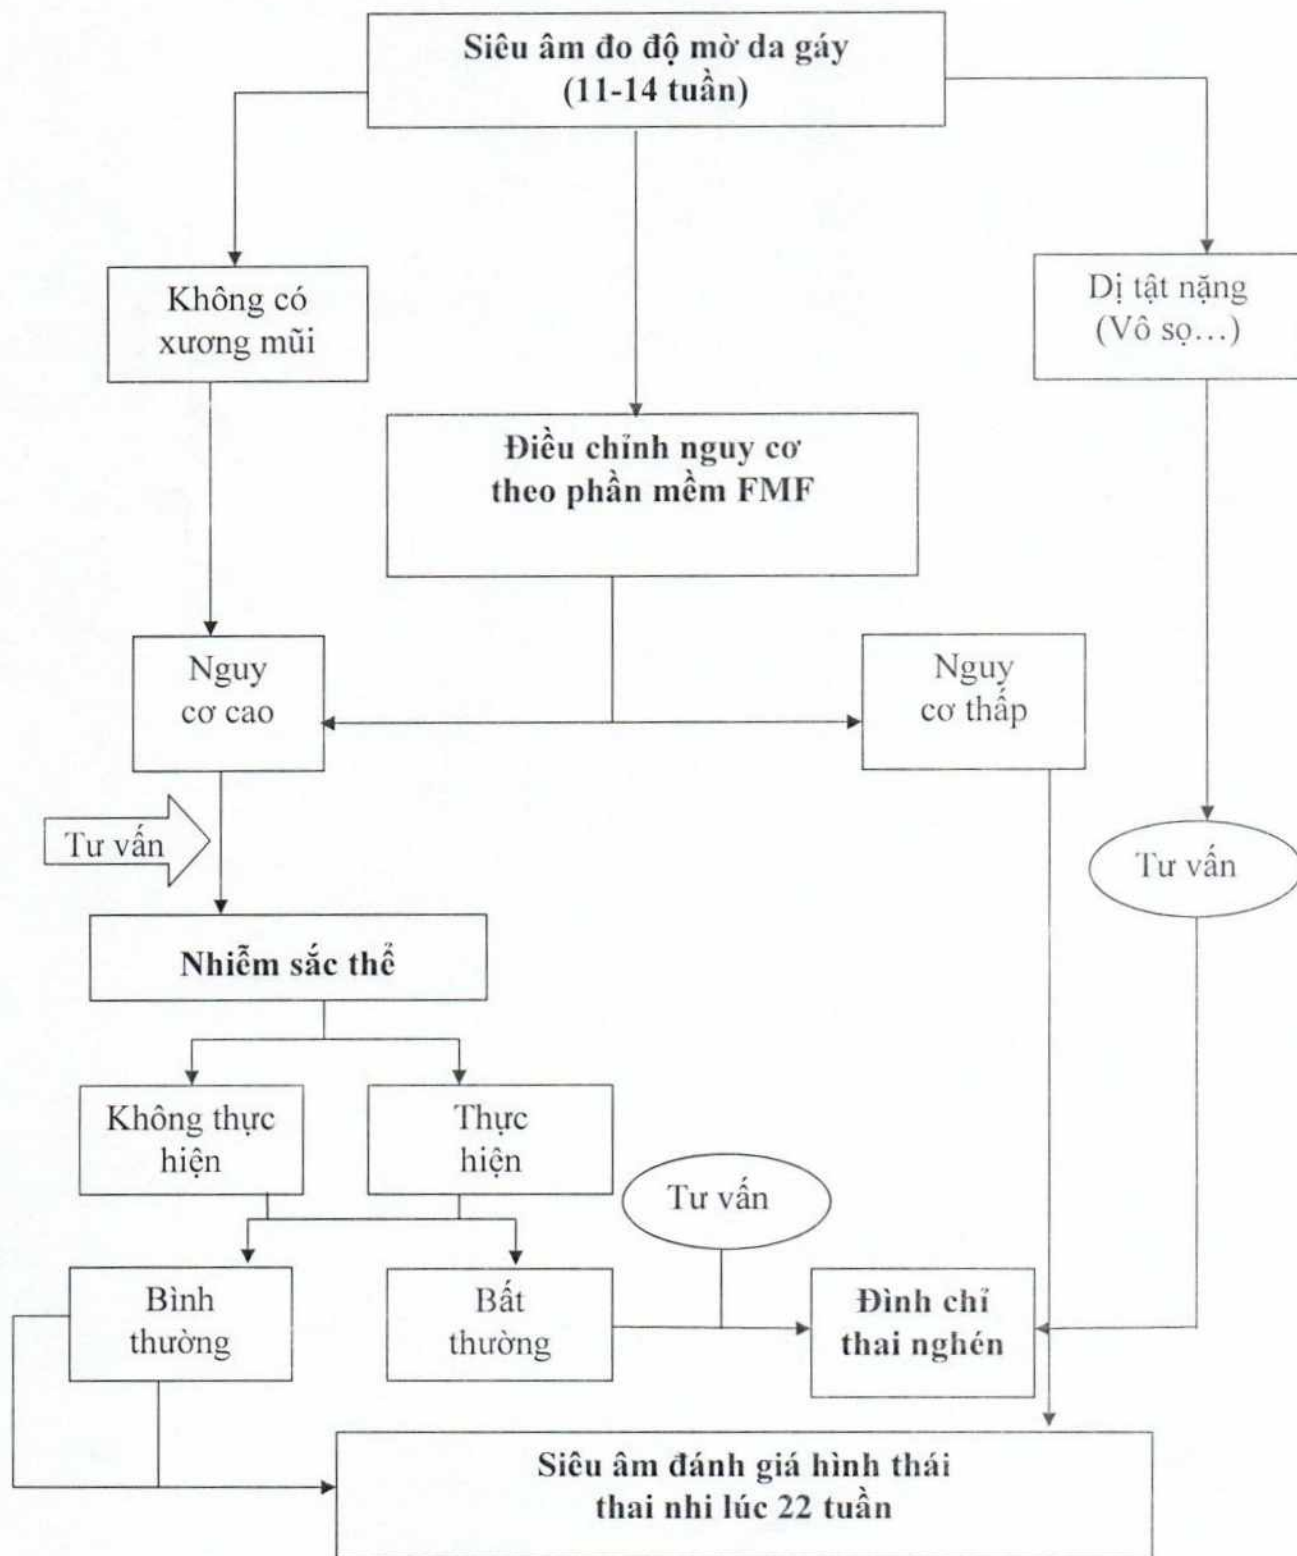 Siêu âm đo độ mờ da gáy
(11-14 tuần)
Không có
xương mũi
Dị tật nặng
(Vô sọ...)
Điều chỉnh nguy cơ
theo phần mềm FMF
Nguy
cơ cao
Nguy
cơ thấp
Tư vấn
Tư vấn
Nhiễm sắc thể
Không thực
hiện
Thực
hiện
Tư vấn
Bình
thường
Bất
thường
Đình chỉ
thai nghén
Siêu âm đánh giá hình thái
thai nhi lúc 22 tuần